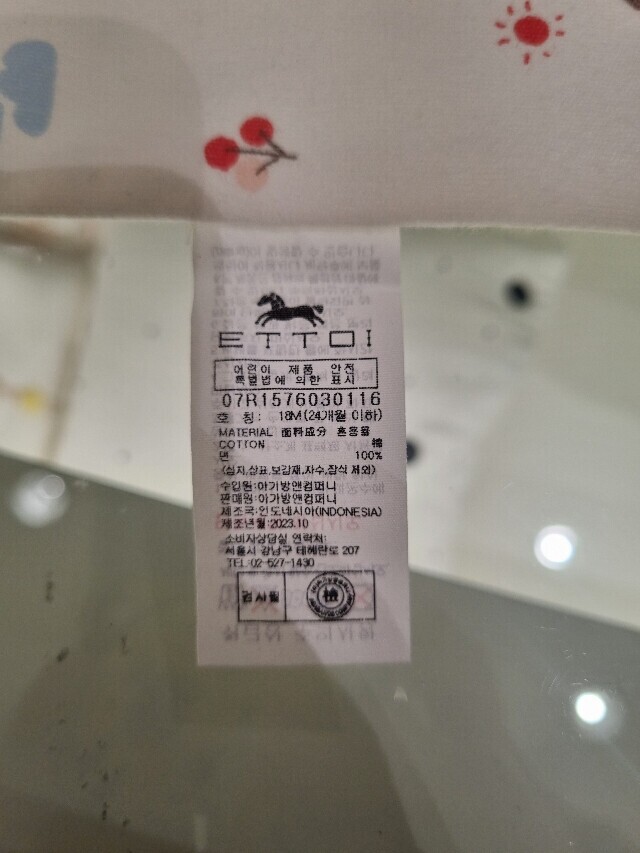 ETTOI
어린이 제품 안전
특별법에 의한 표시
07R1576030116
호 칭: 18M(24개월 이하)
MATERIAL 面料成分 혼용율
COTTON 棉
면 100%
(심지,상표,보강재,자수,장식 제외)
수입원:아가방앤컴퍼니
판매원:아가방앤컴퍼니
제조국:인도네시아(INDONESIA)
제조년월:2023.10
소비자상담실 연락처:
서울시 강남구 테헤란로 207
TEL:02-527-1430
검사필 檢